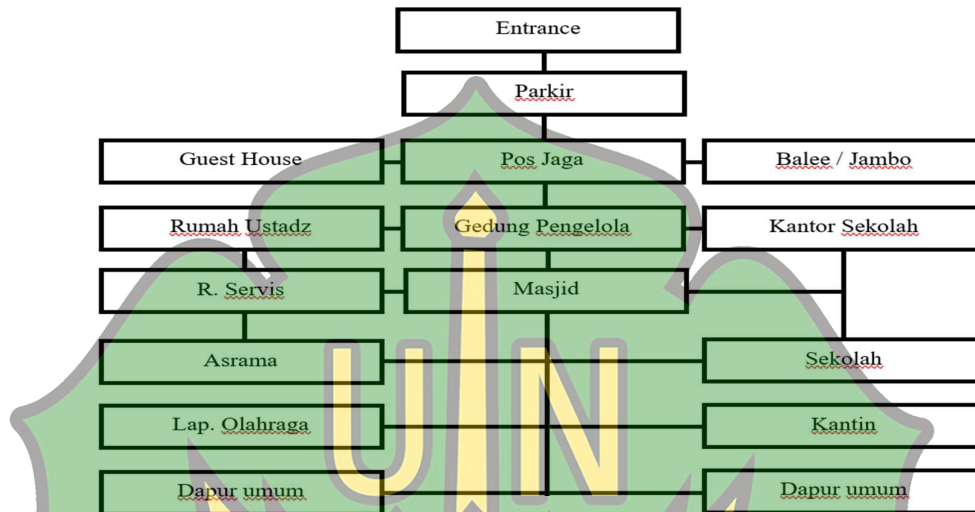 Entrance
Parkir
Guest House
Pos Jaga
Balee / Jambo
Rumah Ustadz
Gedung Pengelola
Kantor Sekolah
R. Servis
Masjid
Asrama
Sekolah
Lap. Olahraga
Kantin
Dapur umum
Dapur umum
UIN